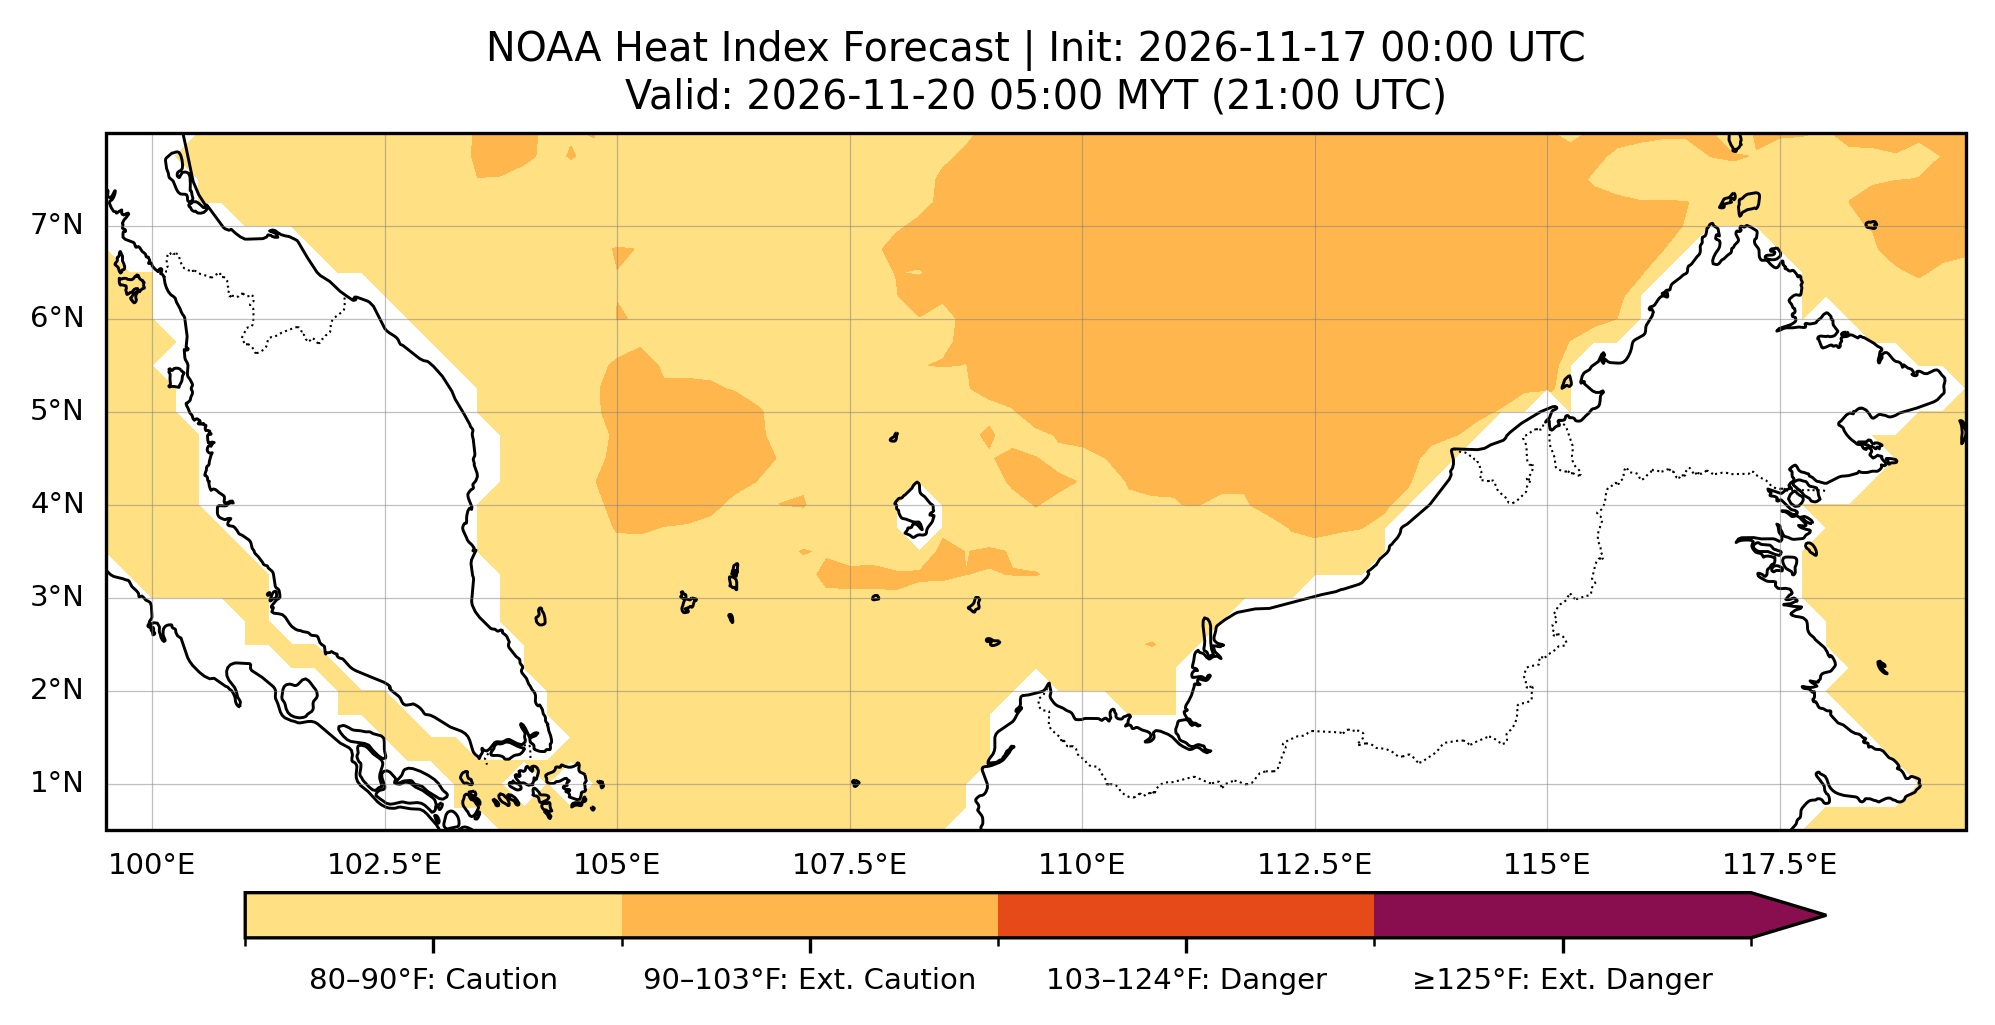 NOAA Heat Index Forecast | Init: 2026-11-17 00:00 UTC
Valid: 2026-11-20 05:00 MYT (21:00 UTC)
7°N
6°N
5°N
4°N
3°N
2°N
1°N
100°E 102.5°E 105°E 107.5°E 110°E 112.5°E 115°E 117.5°E
80–90°F: Caution 90–103°F: Ext. Caution 103–124°F: Danger ≥125°F: Ext. Danger